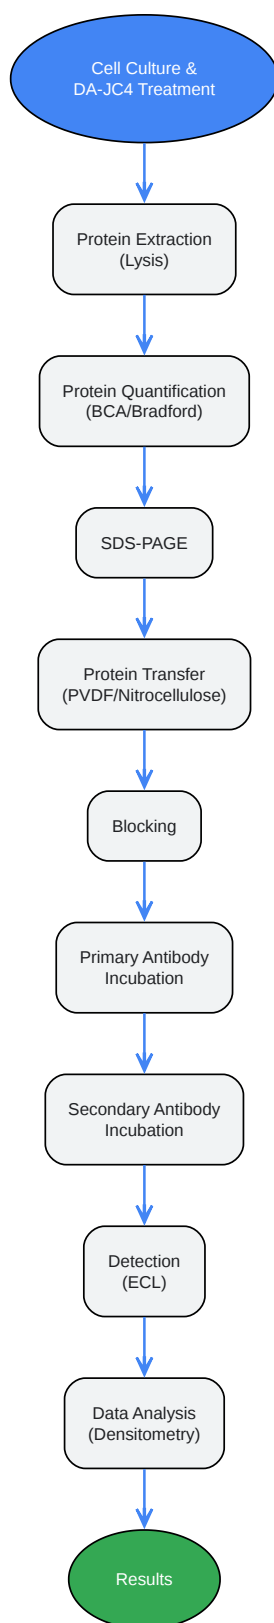 Cell Culture &
DA-JC4 Treatment
Protein Extraction
(Lysis)
Protein Quantification
(BCA/Bradford)
SDS-PAGE
Protein Transfer
(PVDF/Nitrocellulose)
Blocking
Primary Antibody
Incubation
Secondary Antibody
Incubation
Detection
(ECL)
Data Analysis
(Densitometry)
Results